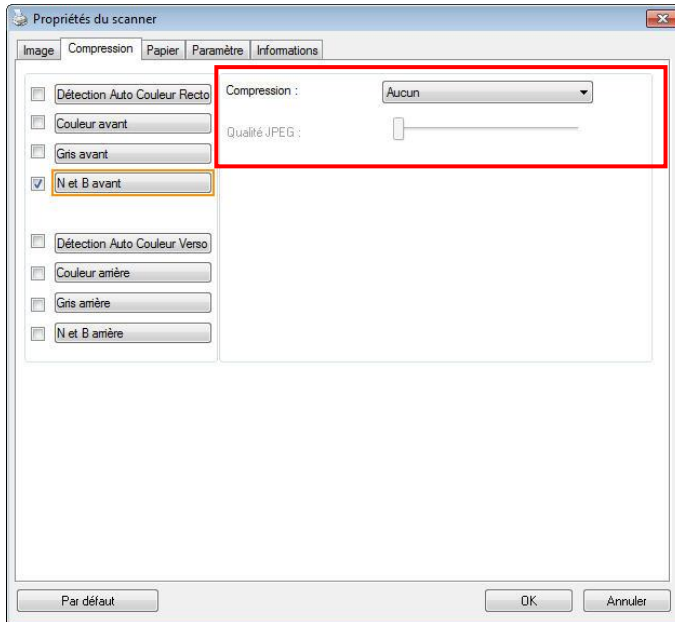 Propriétés du scanner
Image Compression Papier Paramètre Informations
Détection Auto Couleur Recto
Couleur avant
Gris avant
N et B avant
Détection Auto Couleur Verso
Couleur arrière
Gris arrière
N et B arrière
Compression :
Aucun
Qualité JPEG :
Par défaut
OK
Annuler